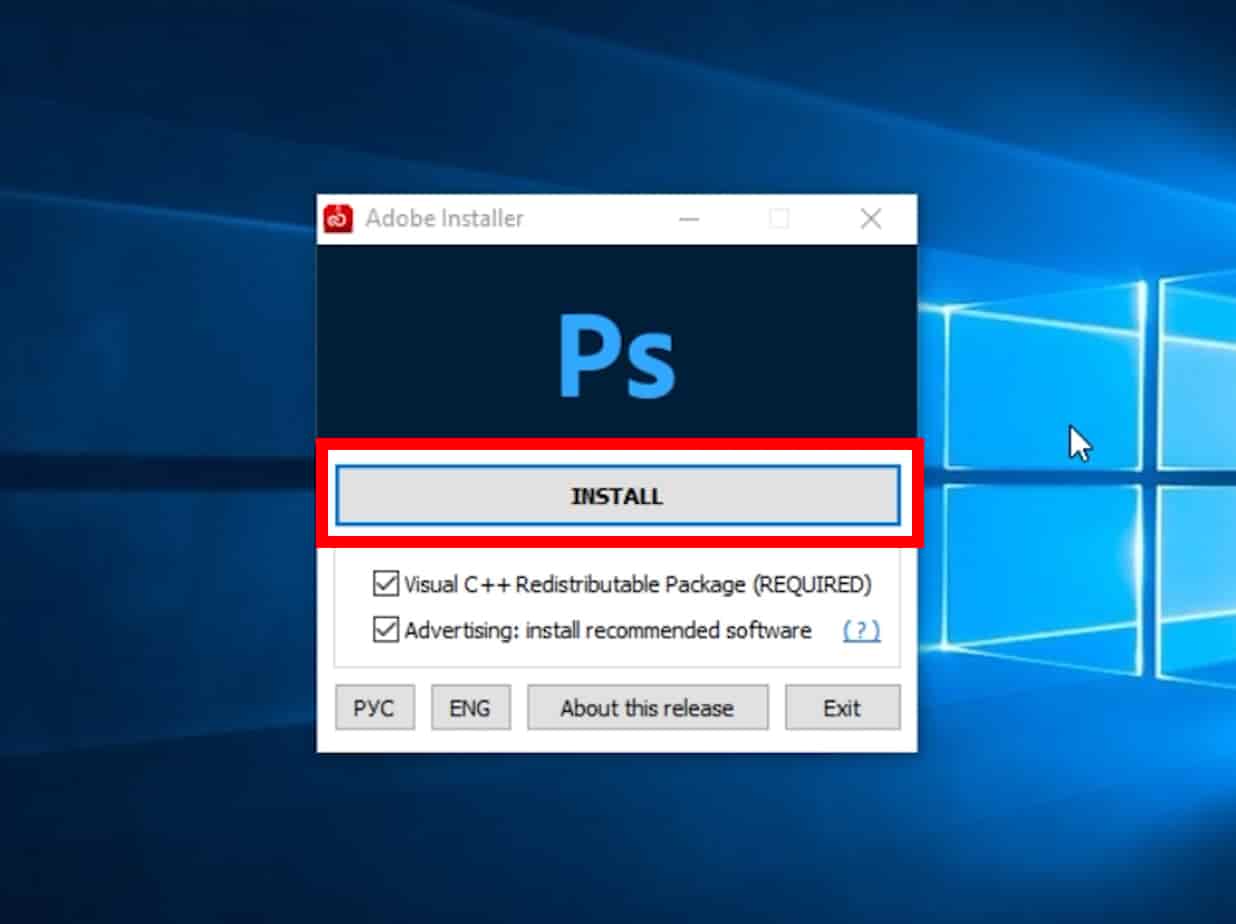 Adobe Installer
Ps
INSTALL
Visual C++ Redistributable Package (REQUIRED)
Advertising: install recommended software (?)
РУС ENG About this release Exit